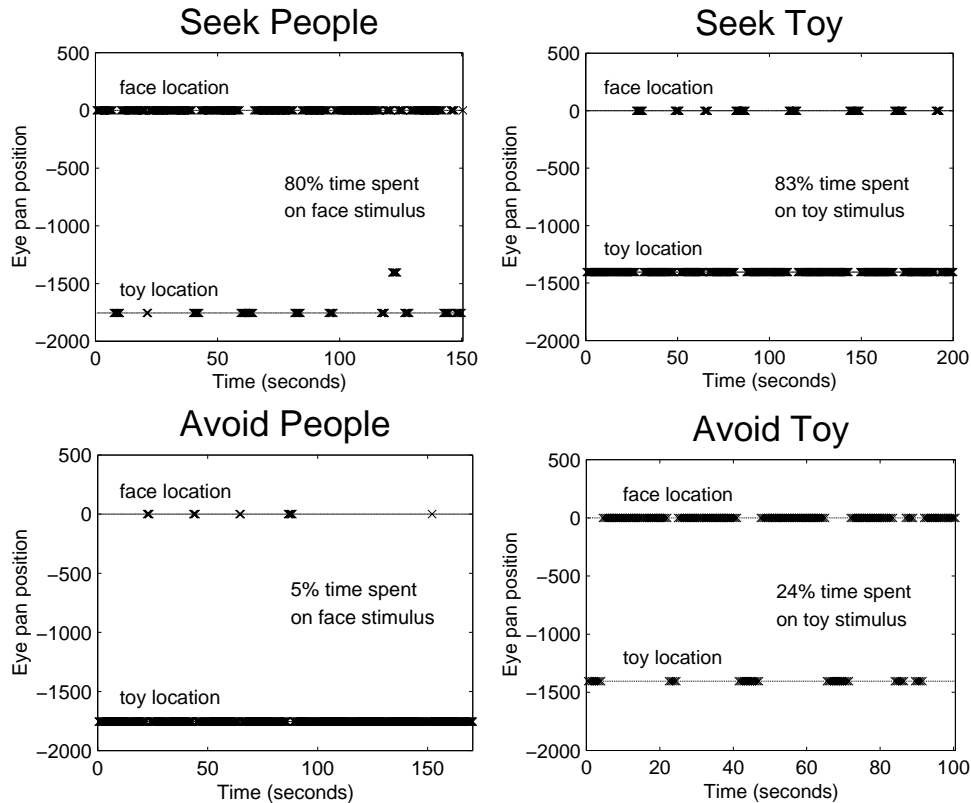 Seek People
500
0
−500
−1000
−1500
−2000
Eye pan position
face location
80% time spent
on face stimulus
toy location
0
50
100
150
Time (seconds)
Seek Toy
500
0
−500
−1000
−1500
−2000
Eye pan position
face location
83% time spent
on toy stimulus
toy location
0
50
100
150
200
Time (seconds)
Avoid People
500
0
−500
−1000
−1500
−2000
Eye pan position
face location
5% time spent
on face stimulus
toy location
0
50
100
150
Time (seconds)
Avoid Toy
500
0
−500
−1000
−1500
−2000
Eye pan position
face location
24% time spent
on toy stimulus
toy location
0
20
40
60
80
100
Time (seconds)